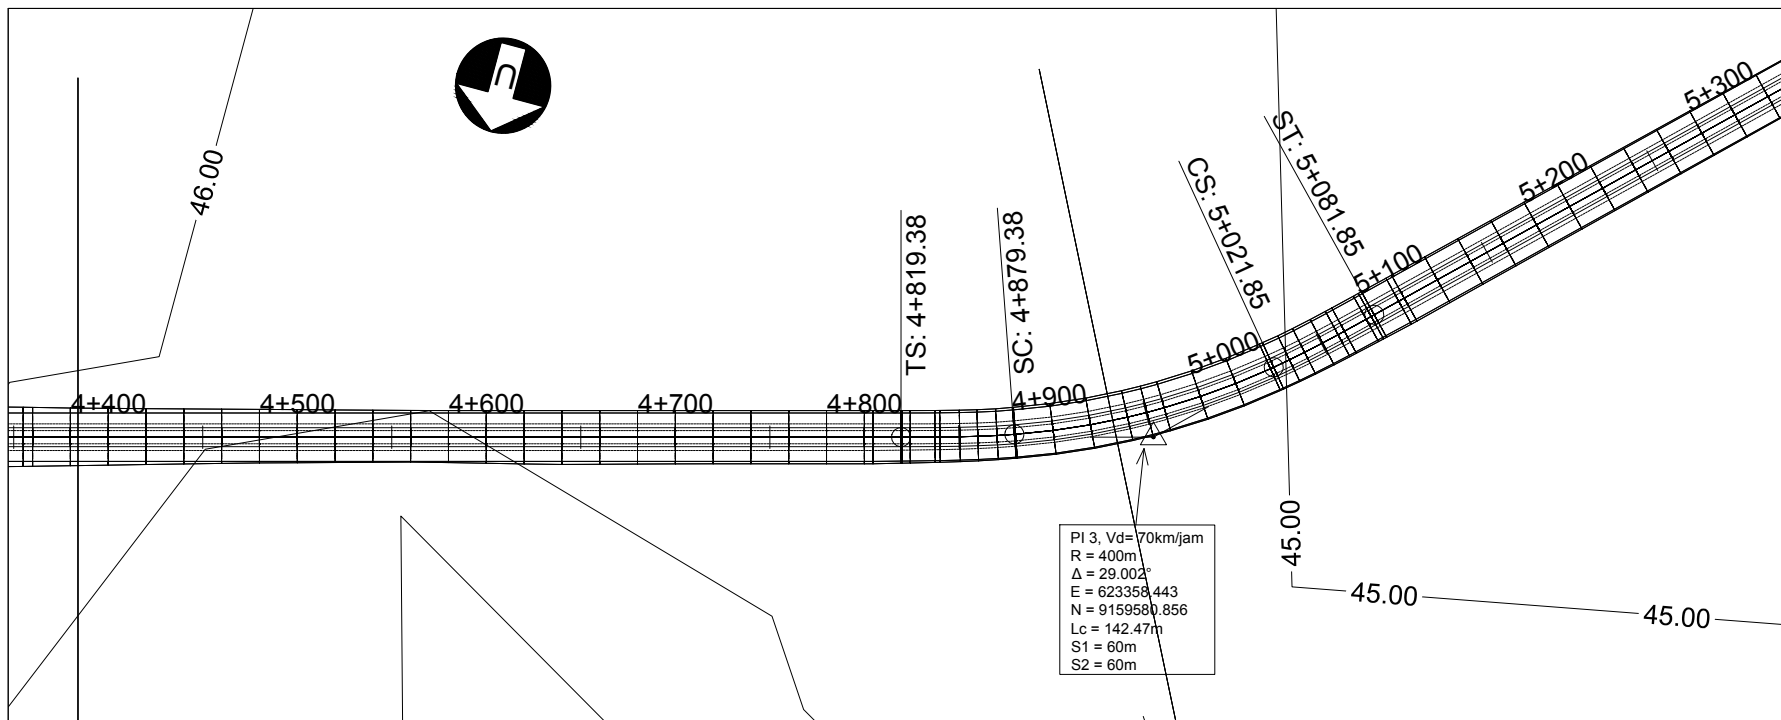 U
46.00
4+400
4+500
4+600
4+700
4+800
TS: 4+819.38
SC: 4+879.38
4+900
5+000
CS: 5+021.85
ST: 5+081.85
5+100
5+200
5+300
PI 3, Vd= 70km/jam
R = 400m
Δ = 29.002°
E = 623358.443
N = 9159580.856
Lc = 142.47m
S1 = 60m
S2 = 60m
45.00
45.00
45.00